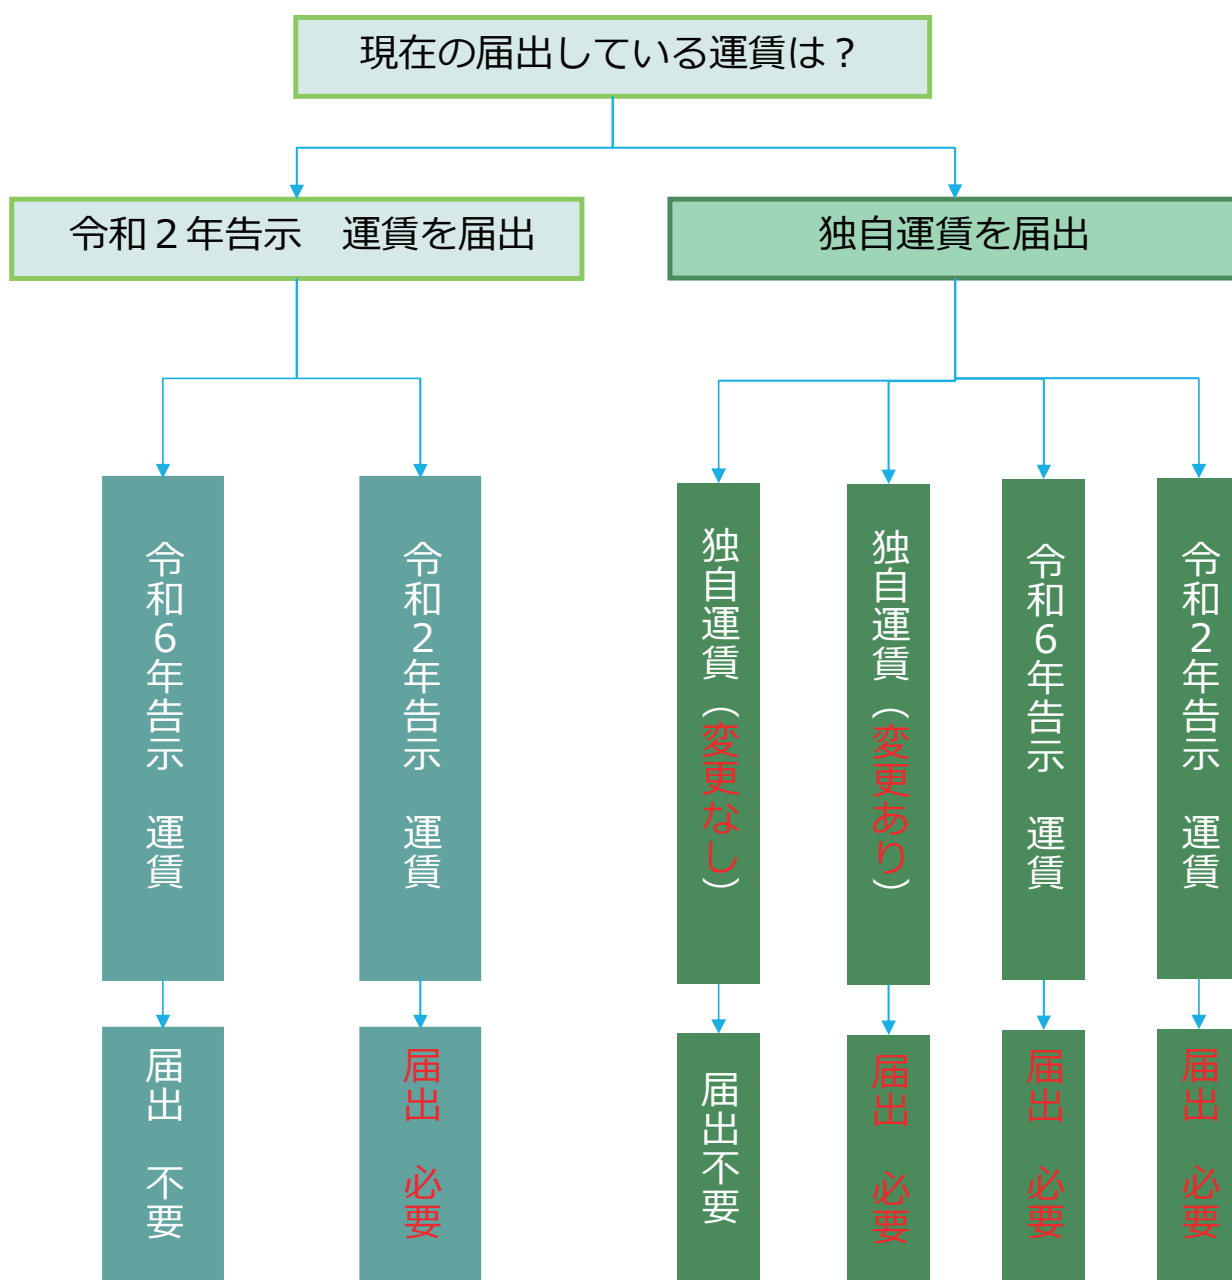 現在の届出している運賃は？
令和２年告示　運賃を届出
独自運賃を届出
令和６年告示　運賃
令和２年告示　運賃
独自運賃（変更なし）
独自運賃（変更あり）
令和６年告示　運賃
令和２年告示　運賃
届出　不要
届出　必要
届出不要
届出　必要
届出　必要
届出　必要